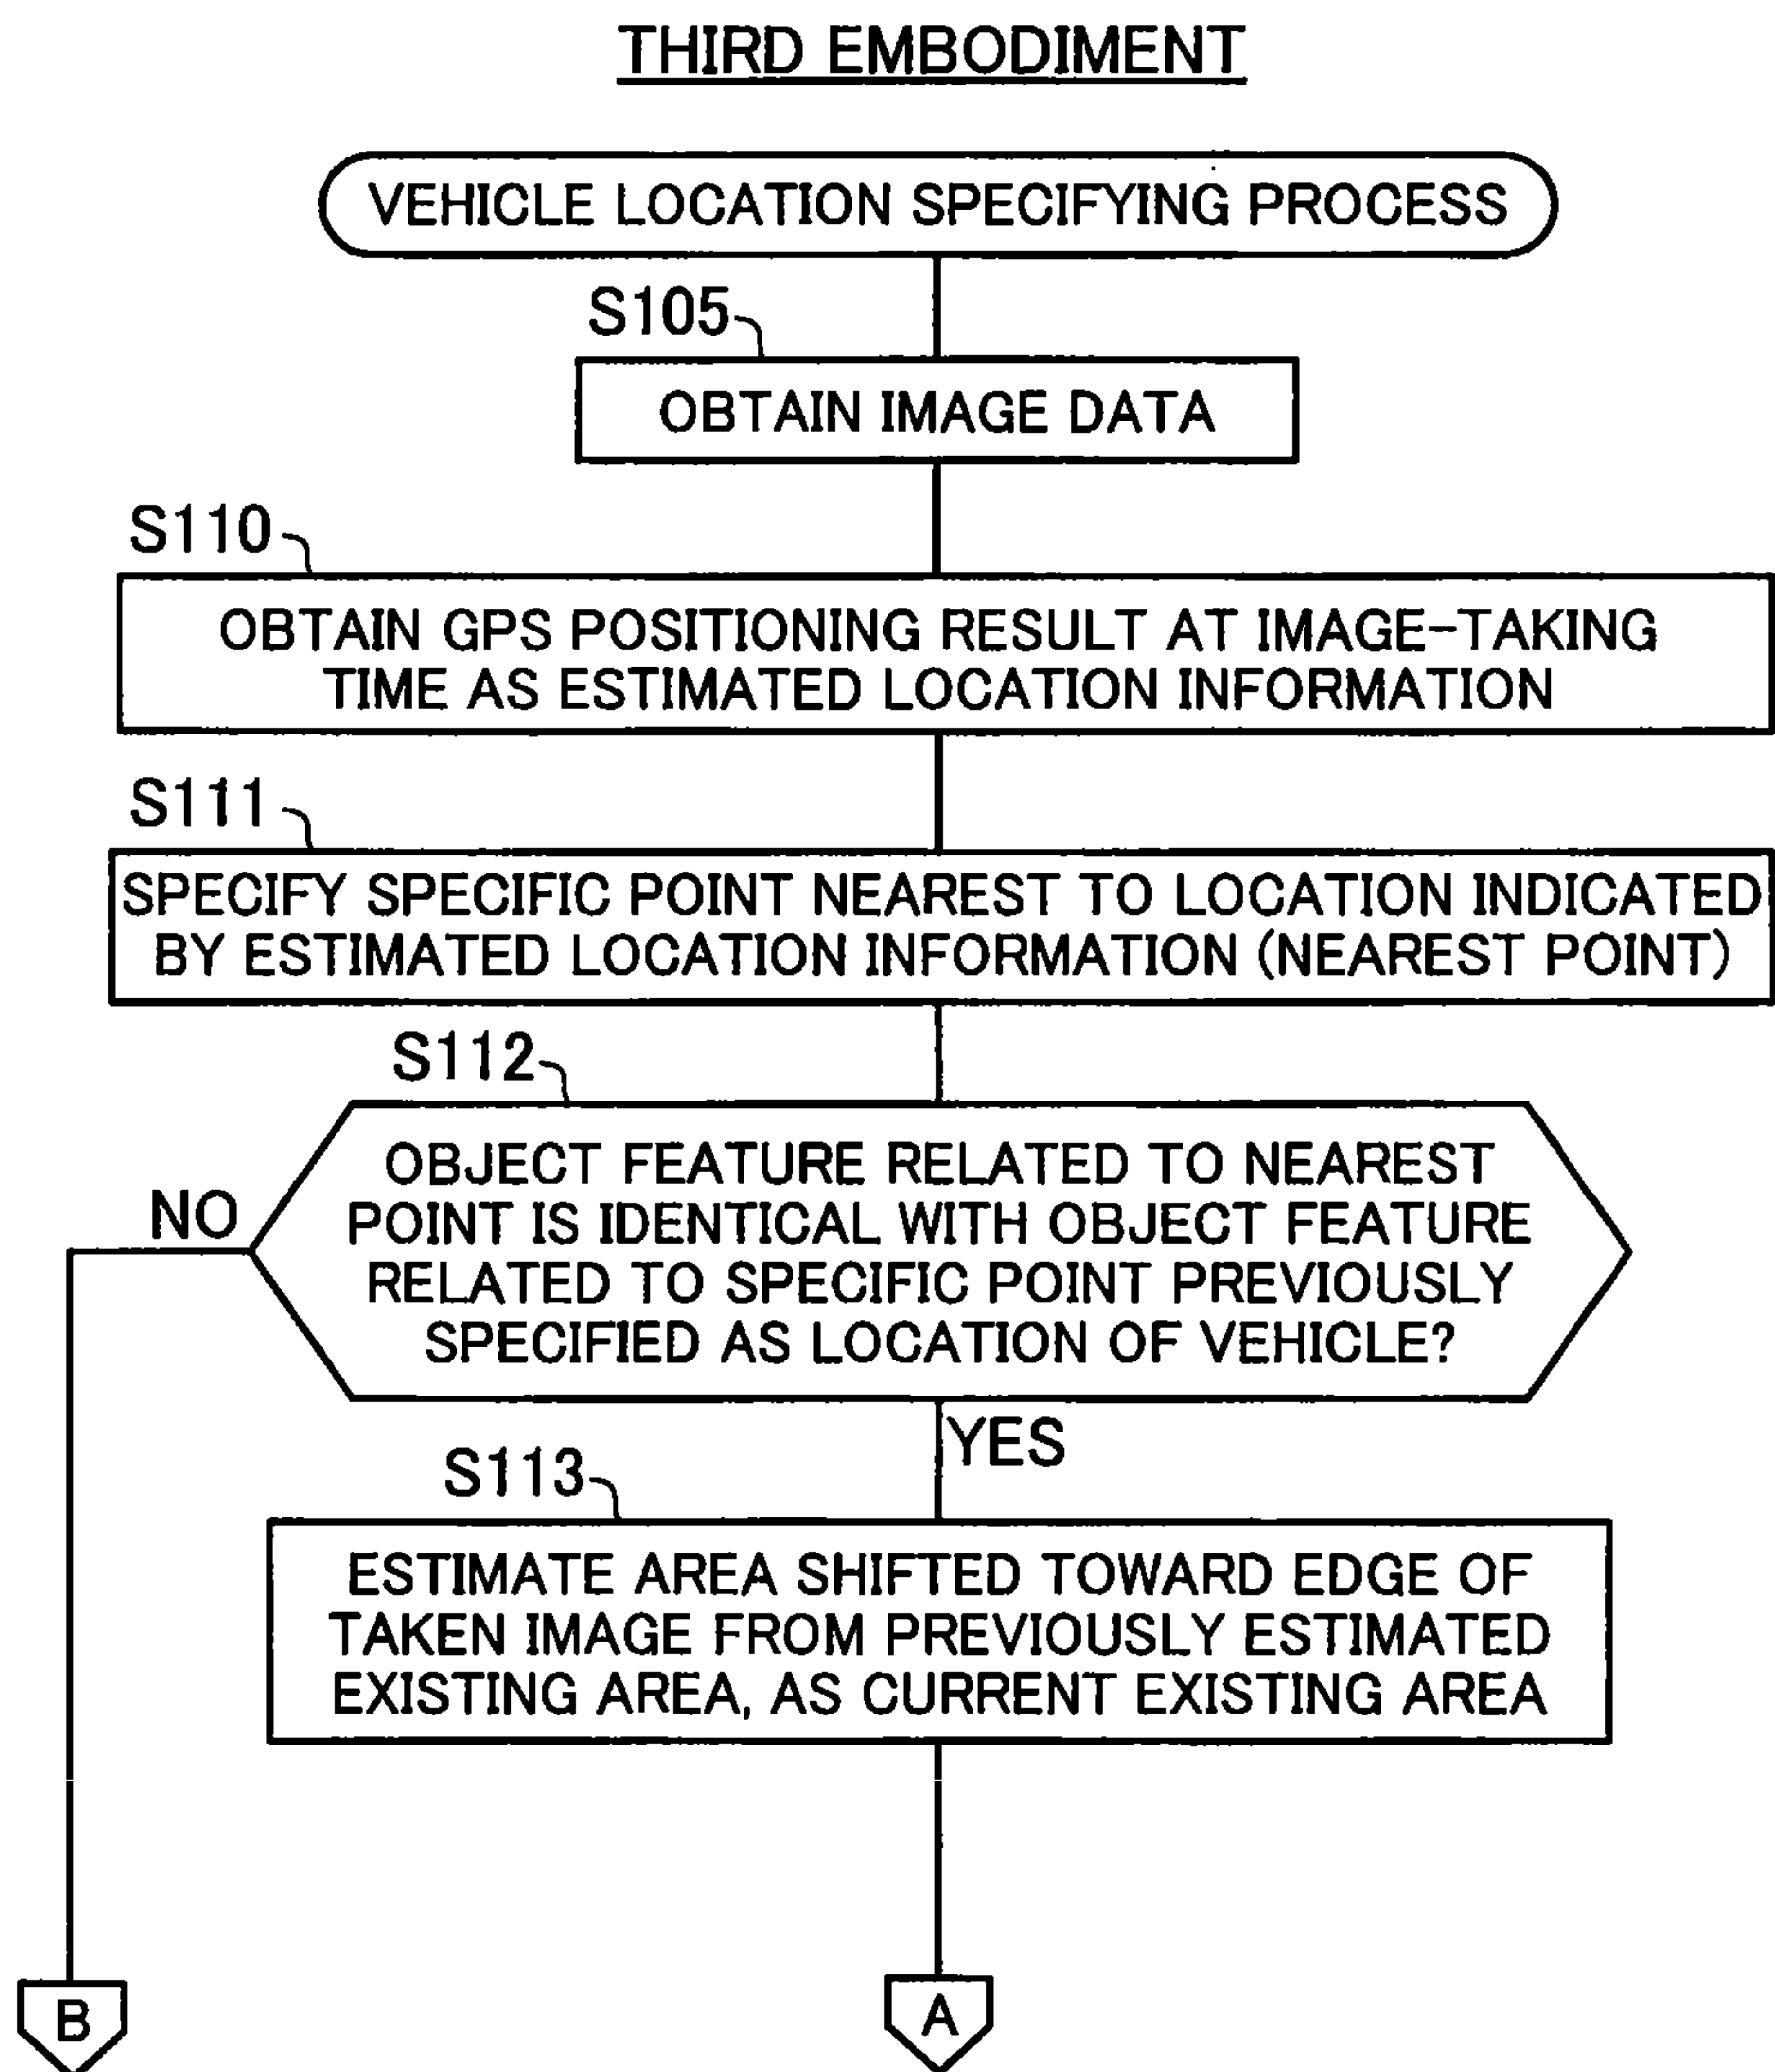 THIRD EMBODIMENT
VEHICLE LOCATION SPECIFYING PROCESS
S105
OBTAIN IMAGE DATA
S110
OBTAIN GPS POSITIONING RESULT AT IMAGE-TAKING
TIME AS ESTIMATED LOCATION INFORMATION
S111
SPECIFY SPECIFIC POINT NEAREST TO LOCATION INDICATED
BY ESTIMATED LOCATION INFORMATION (NEAREST POINT)
S112
OBJECT FEATURE RELATED TO NEAREST
POINT IS IDENTICAL WITH OBJECT FEATURE
RELATED TO SPECIFIC POINT PREVIOUSLY
SPECIFIED AS LOCATION OF VEHICLE?
NO
YES
S113
ESTIMATE AREA SHIFTED TOWARD EDGE OF
TAKEN IMAGE FROM PREVIOUSLY ESTIMATED
EXISTING AREA, AS CURRENT EXISTING AREA
B
A